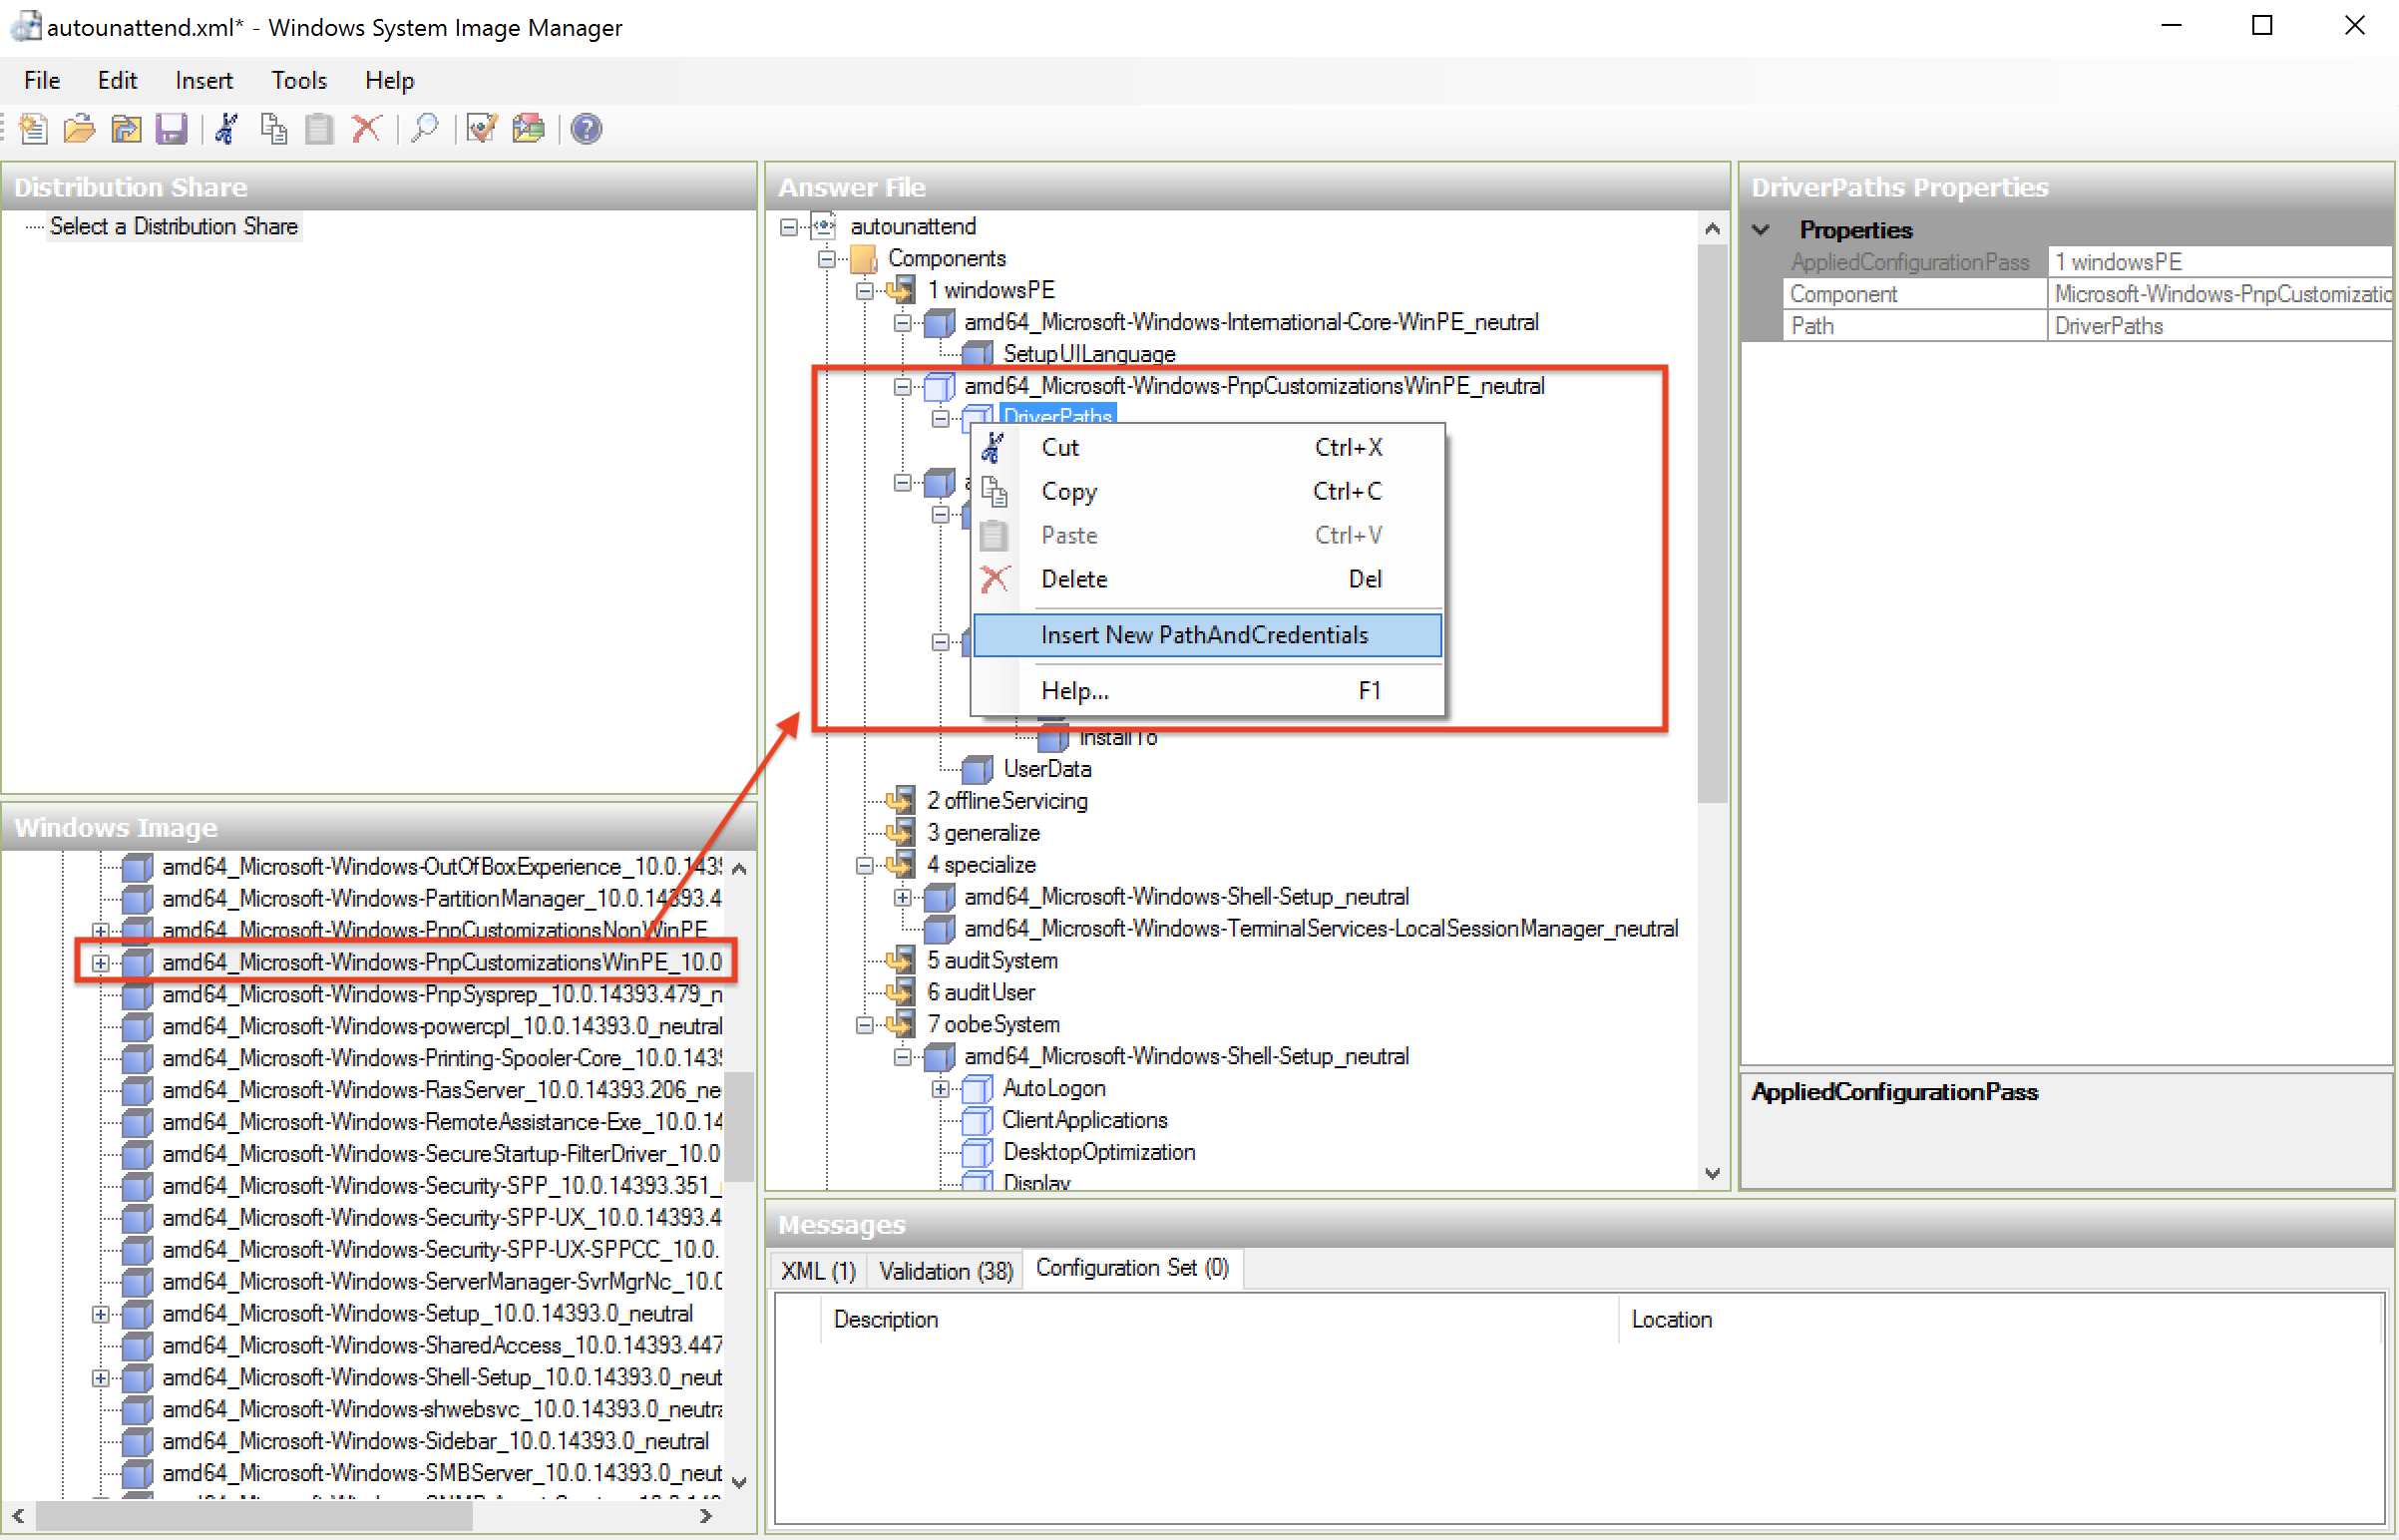 autounattend.xml* - Windows System Image Manager
File Edit Insert Tools Help
Distribution Share
Select a Distribution Share
Answer File
autounattend
Components
1 windowsPE
amd64_Microsoft-Windows-International-Core-WinPE_neutral
SetupUILanguage
amd64_Microsoft-Windows-PnpCustomizationsWinPE_neutral
DriverPaths
Cut Ctrl+X
Copy Ctrl+C
Paste Ctrl+V
Delete Del
Insert New PathAndCredentials
Help... F1
InstallTo
UserData
2 offlineServicing
3 generalize
4 specialize
amd64_Microsoft-Windows-Shell-Setup_neutral
amd64_Microsoft-Windows-TerminalServices-LocalSessionManager_neutral
5 auditSystem
6 auditUser
7 oobeSystem
amd64_Microsoft-Windows-Shell-Setup_neutral
AutoLogon
ClientApplications
DesktopOptimization
Display
DriverPaths Properties
Properties
AppliedConfigurationPass 1 windowsPE
Component Microsoft-Windows-PnpCustomizatio
Path DriverPaths
AppliedConfigurationPass
Windows Image
amd64_Microsoft-Windows-OutOfBoxExperience_10.0.1439
amd64_Microsoft-Windows-PartitionManager_10.0.14393.4
amd64_Microsoft-Windows-PnpCustomizationsNonWinPE_
amd64_Microsoft-Windows-PnpCustomizationsWinPE_10.0
amd64_Microsoft-Windows-PnpSysprep_10.0.14393.479_n
amd64_Microsoft-Windows-powercpl_10.0.14393.0_neutral
amd64_Microsoft-Windows-Printing-Spooler-Core_10.0.1439
amd64_Microsoft-Windows-RasServer_10.0.14393.206_ne
amd64_Microsoft-Windows-RemoteAssistance-Exe_10.0.14
amd64_Microsoft-Windows-SecureStartup-FilterDriver_10.0
amd64_Microsoft-Windows-Security-SPP_10.0.14393.351_
amd64_Microsoft-Windows-Security-SPP-UX_10.0.14393.4
amd64_Microsoft-Windows-Security-SPP-UX-SPPCC_10.0.
amd64_Microsoft-Windows-ServerManager-SvrMgrNc_10.0
amd64_Microsoft-Windows-Setup_10.0.14393.0_neutral
amd64_Microsoft-Windows-SharedAccess_10.0.14393.447
amd64_Microsoft-Windows-Shell-Setup_10.0.14393.0_neut
amd64_Microsoft-Windows-shwebsvc_10.0.14393.0_neutra
amd64_Microsoft-Windows-Sidebar_10.0.14393.0_neutral
amd64_Microsoft-Windows-SMBServer_10.0.14393.0_neut
Messages
XML (1) Validation (38) Configuration Set (0)
Description Location